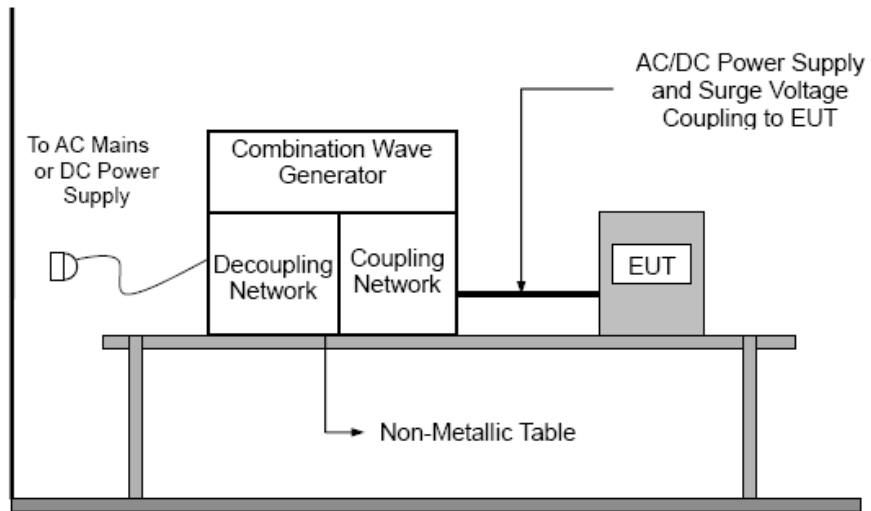 To AC Mains
or DC Power
Supply
Combination Wave
Generator
Decoupling
Network
Coupling
Network
AC/DC Power Supply
and Surge Voltage
Coupling to EUT
EUT
Non-Metallic Table